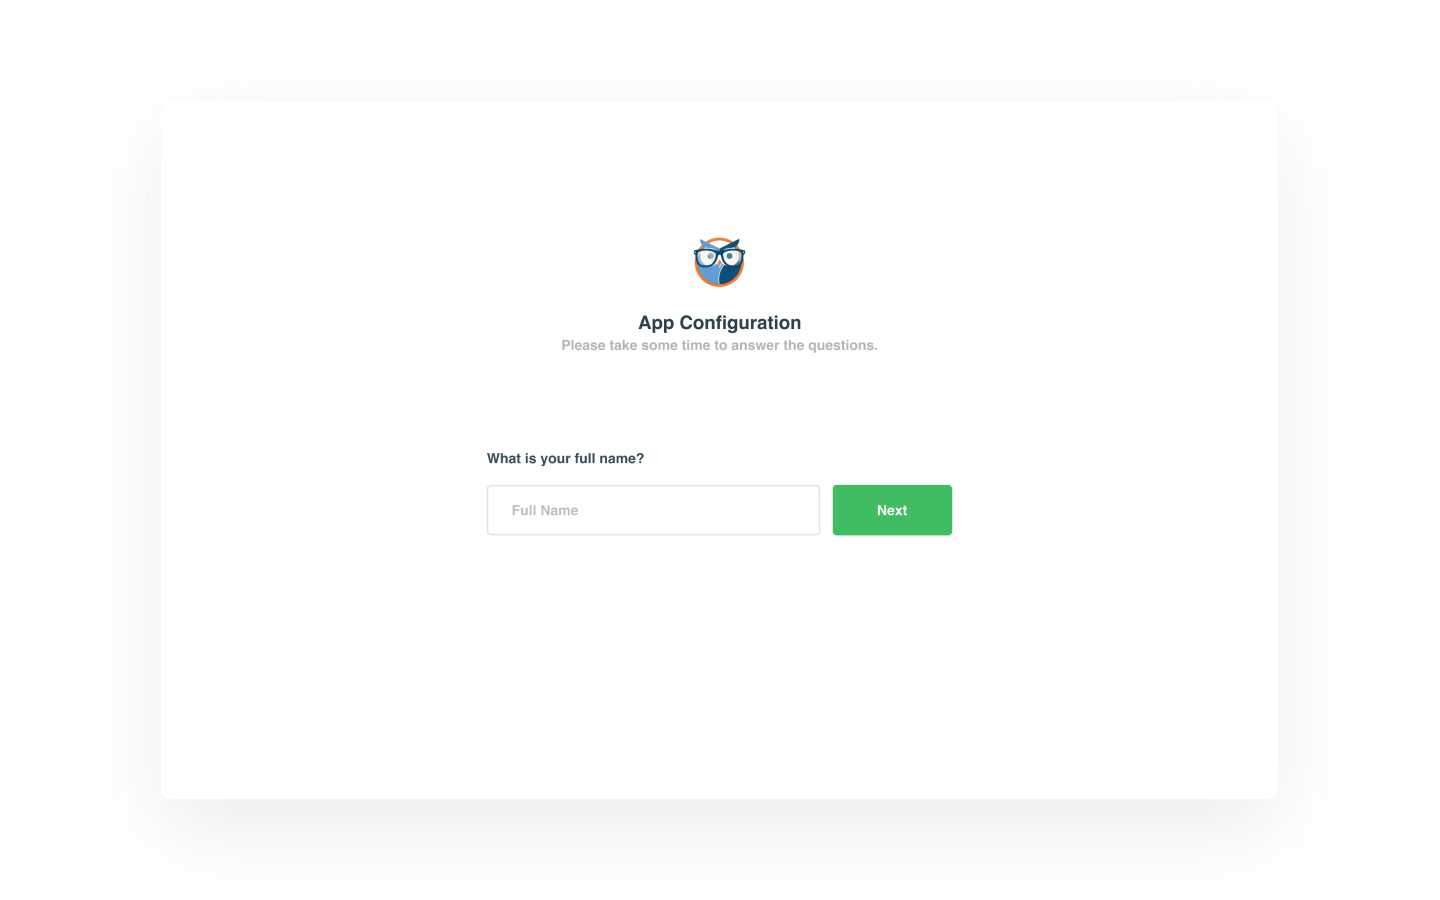 App Configuration
Please take some time to answer the questions.
What is your full name?
Full Name
Next